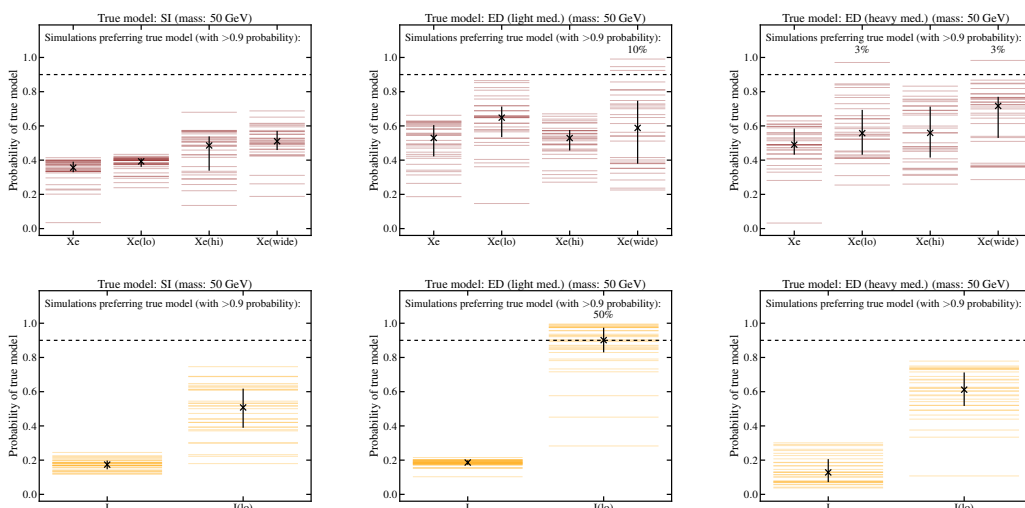 True model: SI (mass: 50 GeV)
Simulations preferring true model (with >0.9 probability):
Probability of true model
1.0
0.8
0.6
0.4
0.2
0.0
Xe Xe(lo) Xe(hi) Xe(wide)
True model: ED (light med.) (mass: 50 GeV)
Simulations preferring true model (with >0.9 probability):
10%
Probability of true model
1.0
0.8
0.6
0.4
0.2
0.0
Xe Xe(lo) Xe(hi) Xe(wide)
True model: ED (heavy med.) (mass: 50 GeV)
Simulations preferring true model (with >0.9 probability):
3% 3%
Probability of true model
1.0
0.8
0.6
0.4
0.2
0.0
Xe Xe(lo) Xe(hi) Xe(wide)
True model: SI (mass: 50 GeV)
Simulations preferring true model (with >0.9 probability):
Probability of true model
1.0
0.8
0.6
0.4
0.2
0.0
True model: ED (light med.) (mass: 50 GeV)
Simulations preferring true model (with >0.9 probability):
50%
Probability of true model
1.0
0.8
0.6
0.4
0.2
0.0
True model: ED (heavy med.) (mass: 50 GeV)
Simulations preferring true model (with >0.9 probability):
Probability of true model
1.0
0.8
0.6
0.4
0.2
0.0